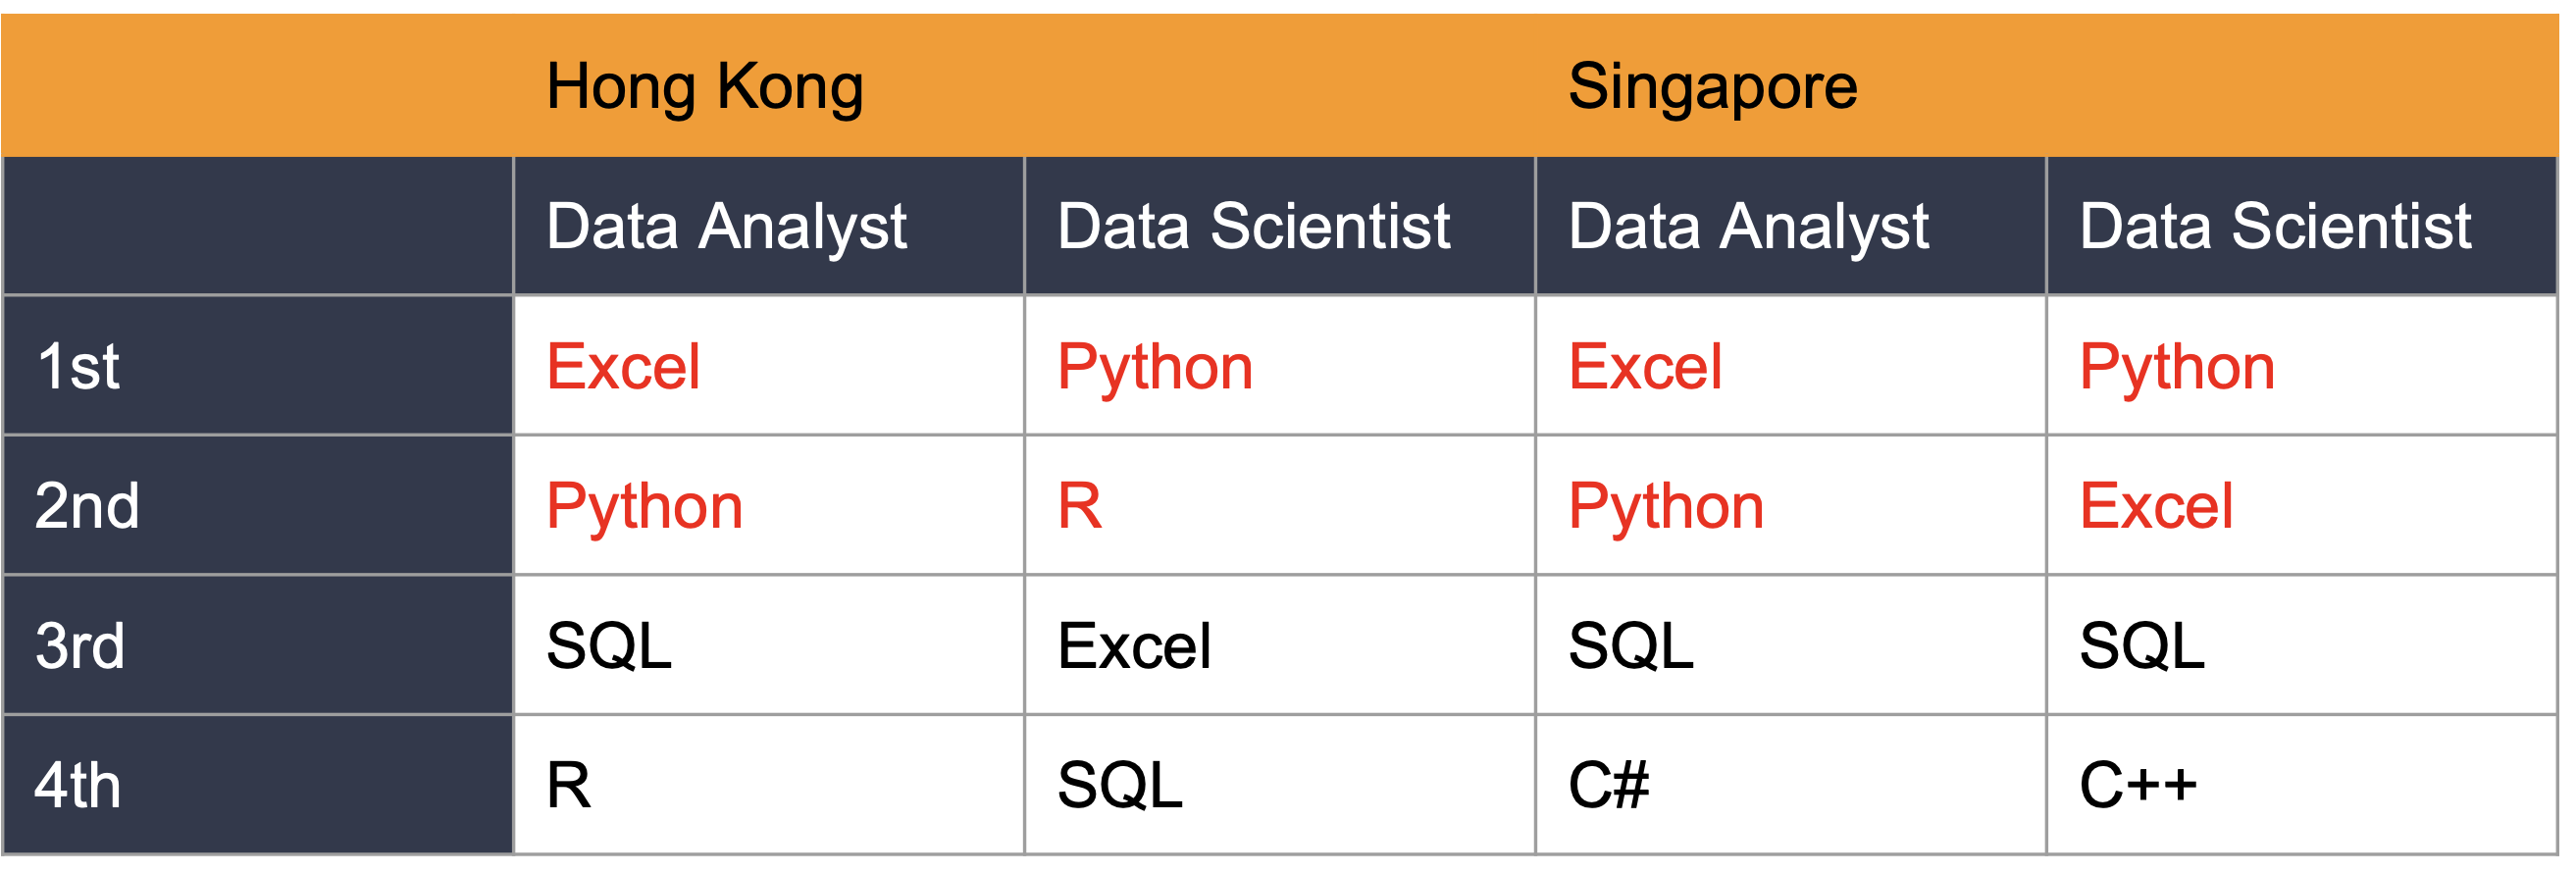 Hong Kong Singapore
Data Analyst Data Scientist Data Analyst Data Scientist
1st Excel Python Excel Python
2nd Python R Python Excel
3rd SQL Excel SQL SQL
4th R SQL C# C++